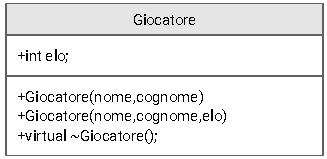 Giocatore
+int elo;
+Giocatore(nome,cognome)
+Giocatore(nome,cognome,elo)
+virtual ~Giocatore();